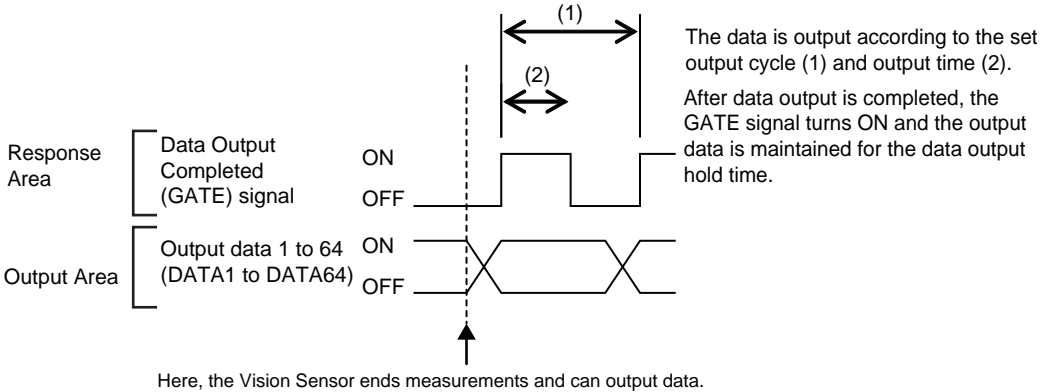 (1)
The data is output according to the set
output cycle (1) and output time (2).
(2)
After data output is completed, the
GATE signal turns ON and the output
data is maintained for the data output
hold time.
Response
Area
Data Output
Completed
(GATE) signal
ON
OFF
Output Area
Output data 1 to 64
(DATA1 to DATA64)
ON
OFF
Here, the Vision Sensor ends measurements and can output data.